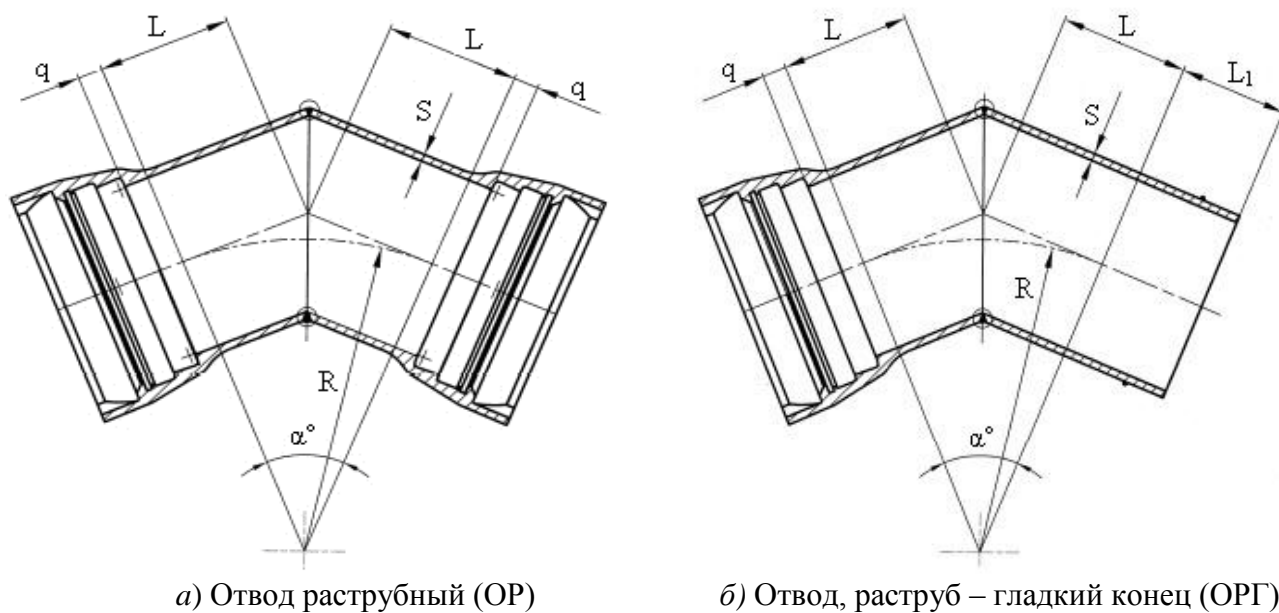 L
L
q
q
S
R
α°
L
L
L1
q
S
R
α°
а) Отвод раструбный (ОР)
б) Отвод, раструб – гладкий конец (ОРГ)